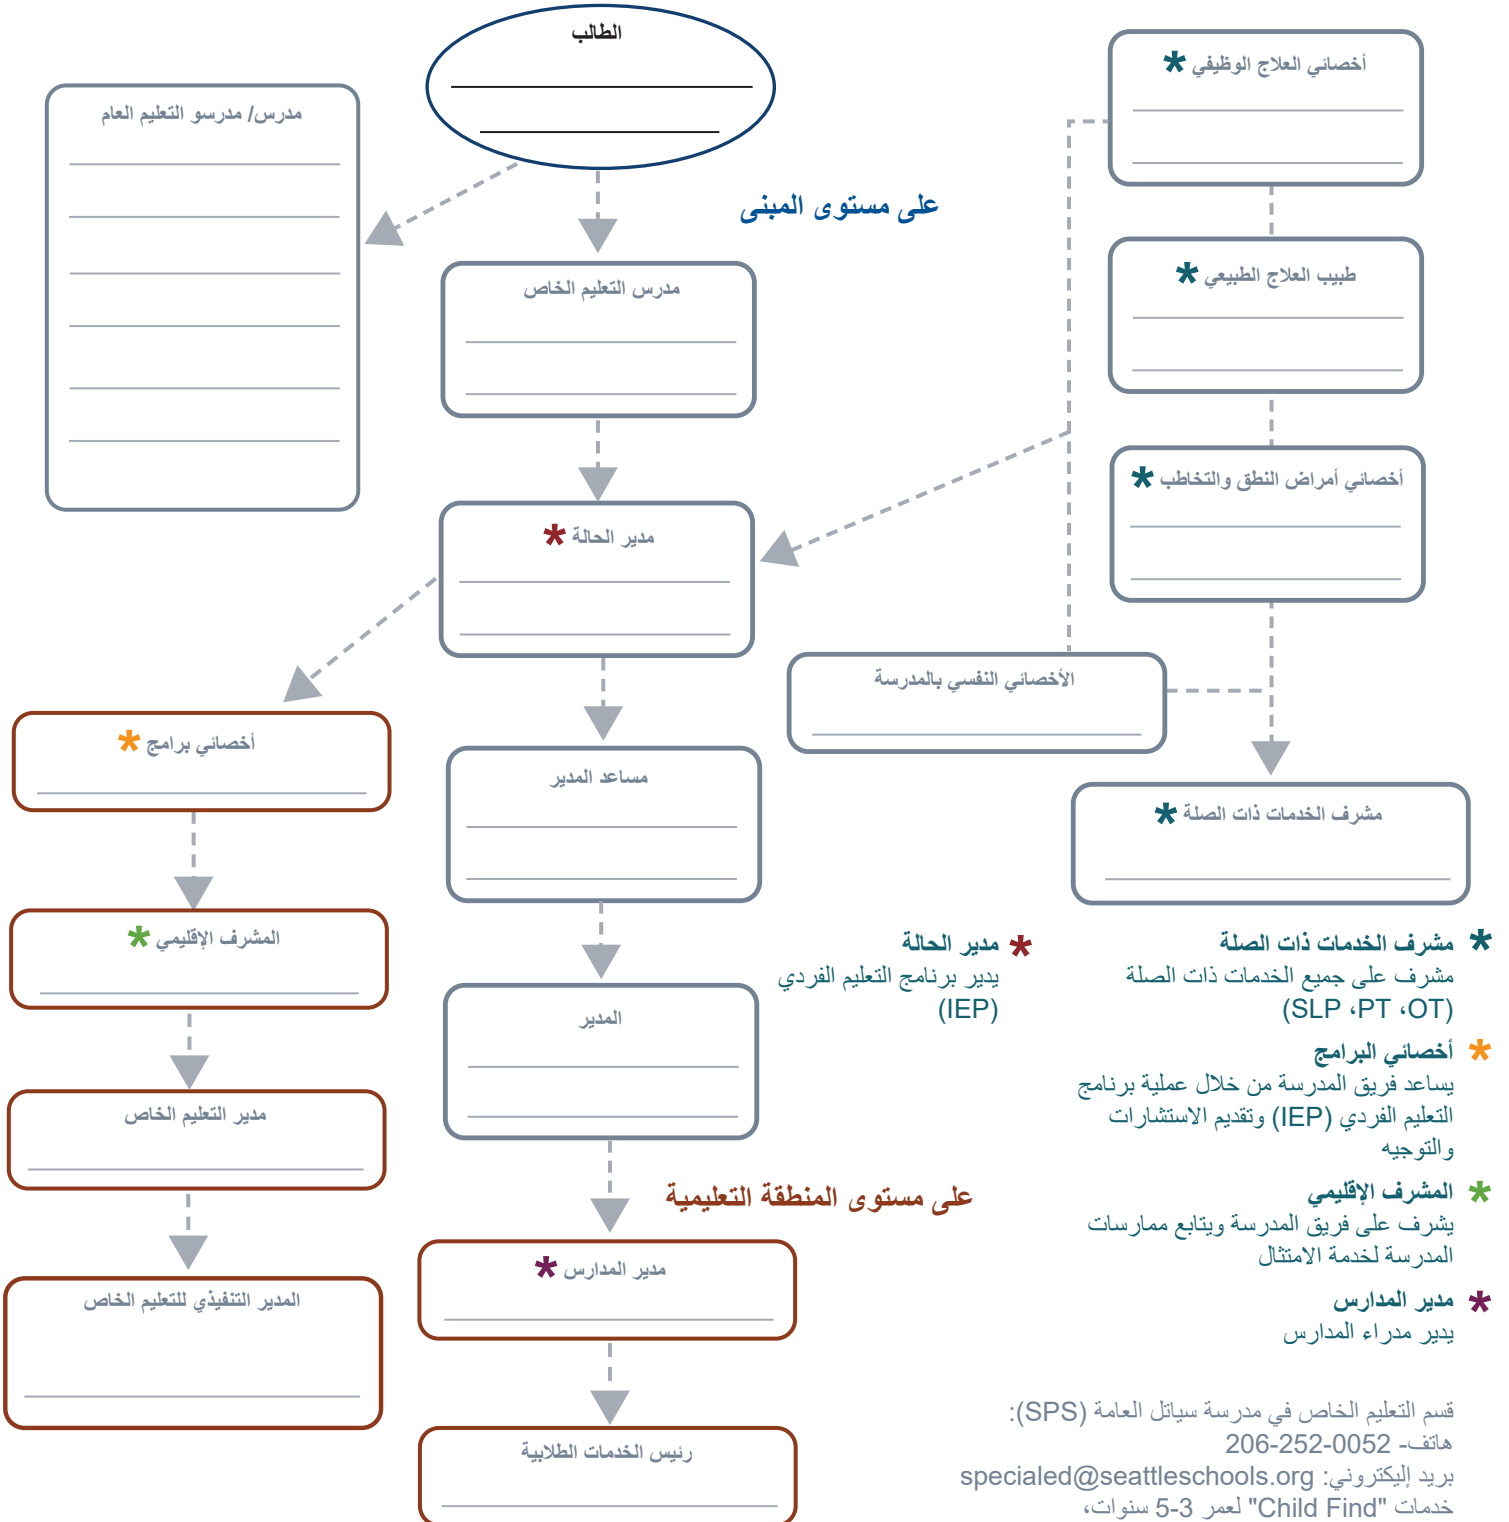 الطالب
أخصائي العلاج الوظيفي *
مدرس/ مدرسو التعليم العام
على مستوى المبنى
طبيب العلاج الطبيعي *
مدرس التعليم الخاص
أخصائي أمراض النطق والتخاطب *
مدير الحالة *
الأخصائي النفسي بالمدرسة
أخصائي برامج *
مساعد المدير
مشرف الخدمات ذات الصلة *
المشرف الإقليمي *
المدير
مدير التعليم الخاص
على مستوى المنطقة التعليمية
مدير المدارس *
المدير التنفيذي للتعليم الخاص
رئيس الخدمات الطلابية
* مشرف الخدمات ذات الصلة
مشرف على جميع الخدمات ذات الصلة
(OT، PT، SLP)
* مدير الحالة
يدير برنامج التعليم الفردي
(IEP)
* أخصائي البرامج
يساعد فريق المدرسة من خلال عملية برنامج
التعليم الفردي (IEP) وتقديم الاستشارات
والتوجيه
* المشرف الإقليمي
يشرف على فريق المدرسة ويتابع ممارسات
المدرسة لخدمة الامتثال
* مدير المدارس
يدير مدراء المدارس
قسم التعليم الخاص في مدرسة سياتل العامة (SPS):
هاتف- 206-252-0052
بريد إليكتروني: specialed@seattleschools.org
خدمات "Child Find" لعمر 3-5 سنوات،